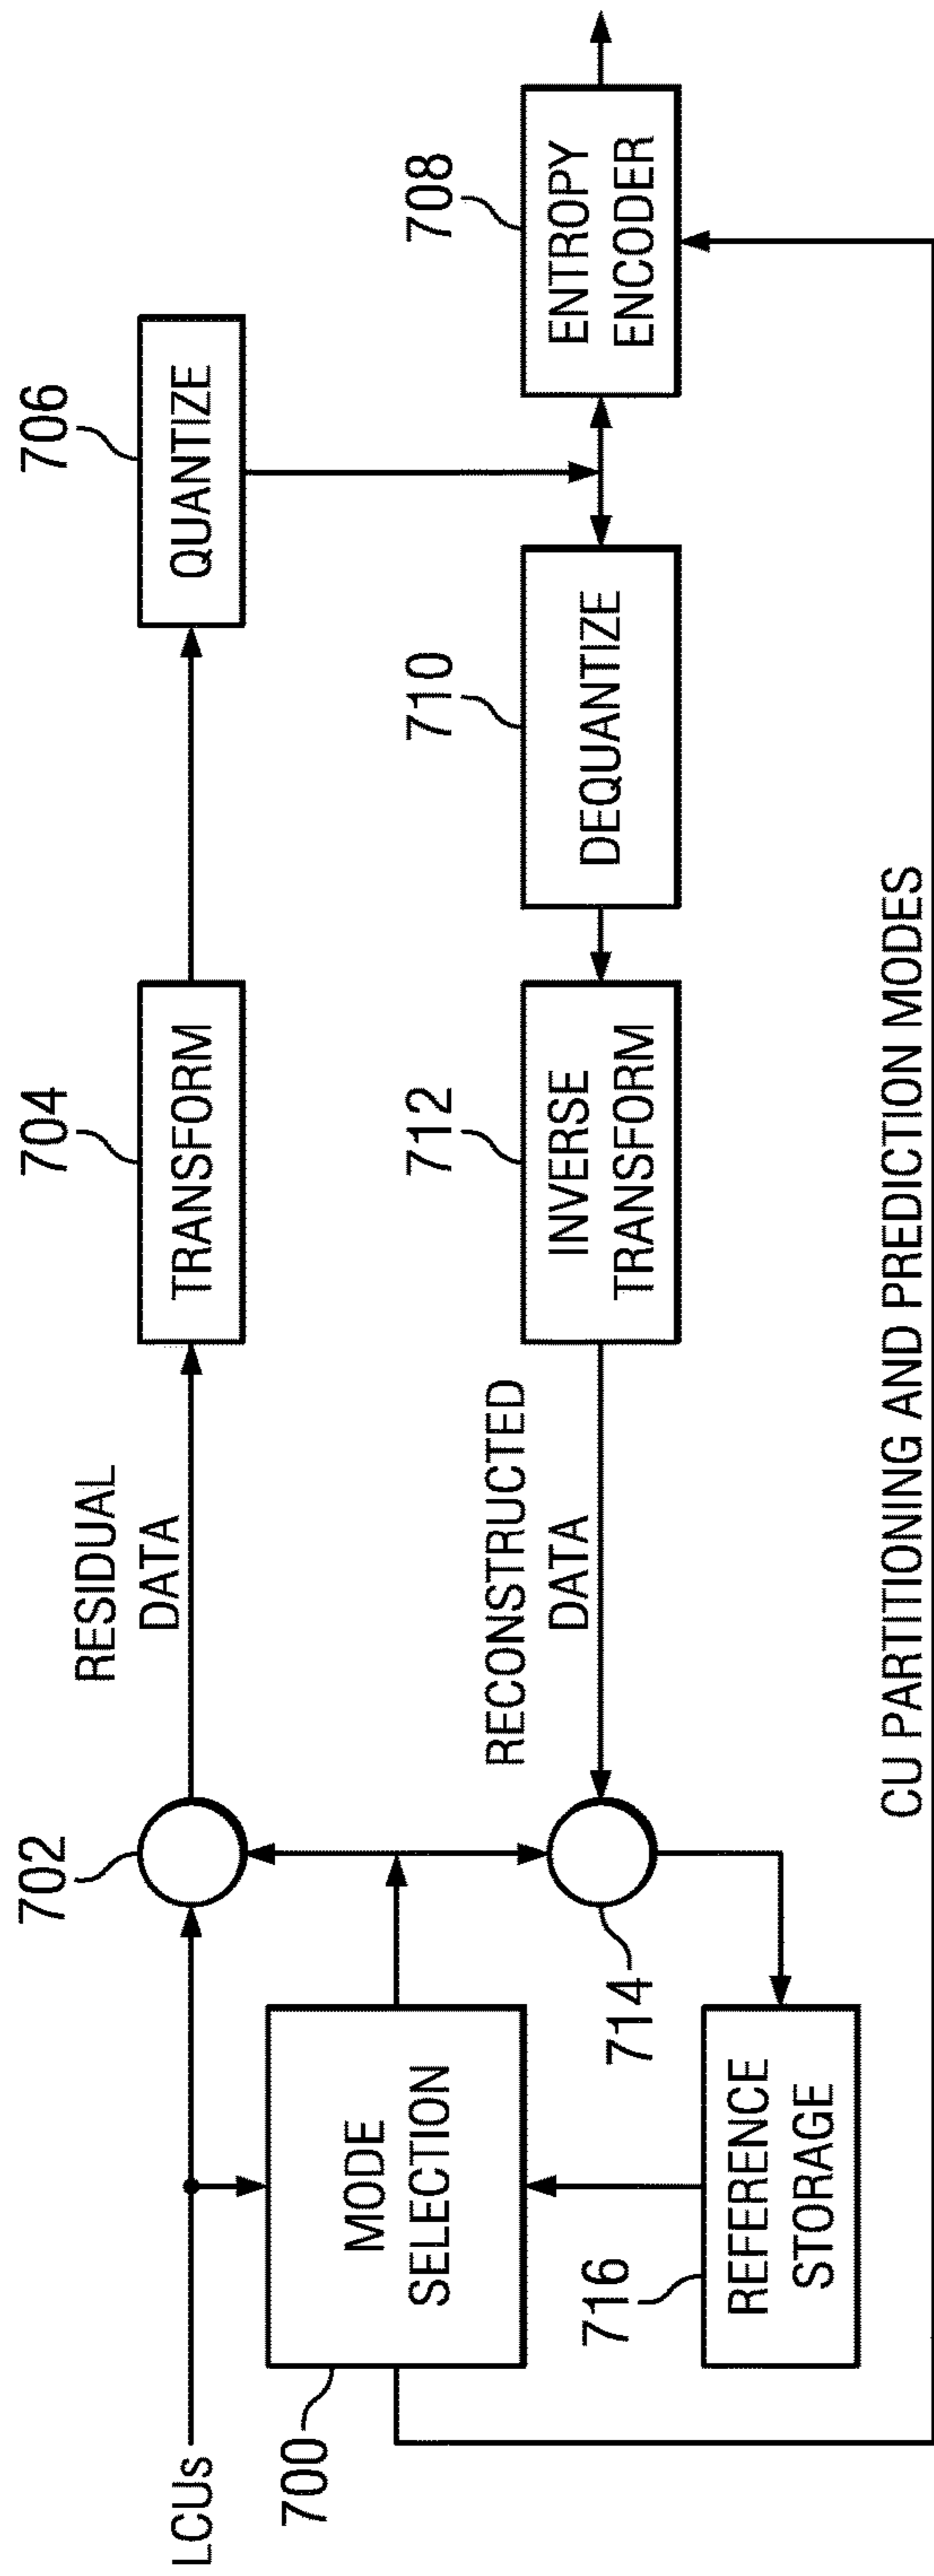 LCUs
702
RESIDUAL
DATA
704
TRANSFORM
706
QUANTIZE
700
MODE
SELECTION
714
RECONSTRUCTED
DATA
712
INVERSE
TRANSFORM
710
DEQUANTIZE
708
ENTROPY
ENCODER
716
REFERENCE
STORAGE
CU PARTITIONING AND PREDICTION MODES